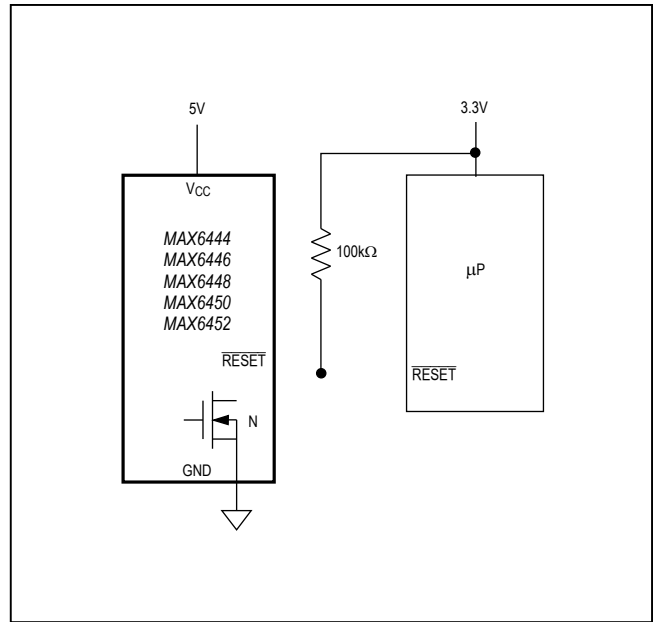 5V
3.3V
VCC
MAX6444
MAX6446
MAX6448
MAX6450
MAX6452
100kΩ
μP
RESET
RESET
N
GND